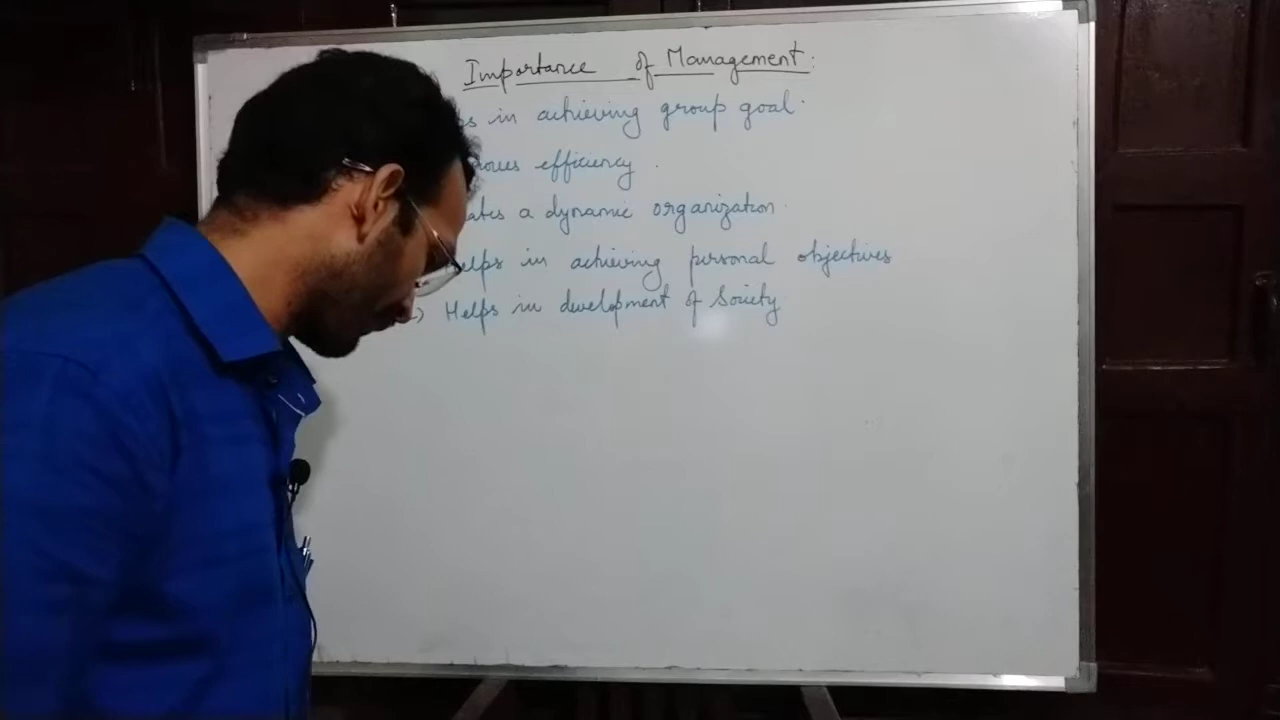 Importance of Management:
in achieving group goal.
efficiency.
a dynamic organization.
in achieving personal objectives
) Helps in development of Society